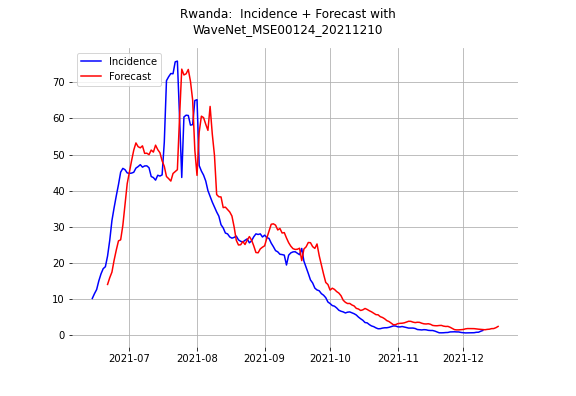 Rwanda:  Incidence + Forecast with
WaveNet_MSE00124_20211210
Incidence
Forecast
70
60
50
40
30
20
10
0
2021-07 2021-08 2021-09 2021-10 2021-11 2021-12